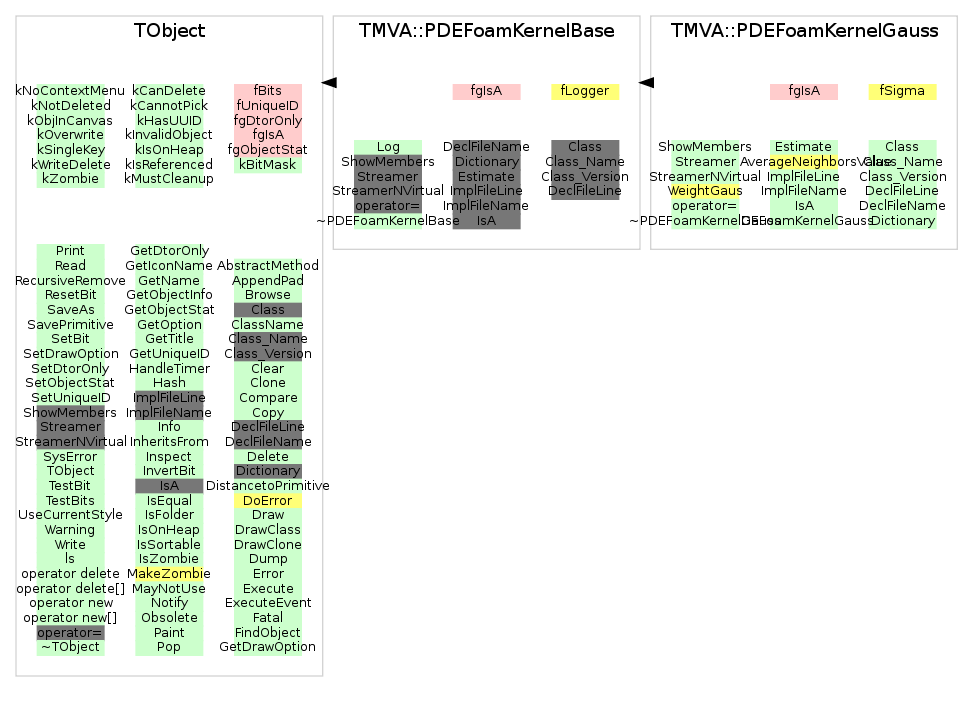 TObject
kNoContextMenu
kNotDeleted
kObjInCanvas
kOverwrite
kSingleKey
kWriteDelete
kZombie
kCanDelete
kCannotPick
kHasUUID
kInvalidObject
kIsOnHeap
kIsReferenced
kMustCleanup
fBits
fUniqueID
fgDtorOnly
fgIsA
fgObjectStat
kBitMask
Print
Read
RecursiveRemove
ResetBit
SaveAs
SavePrimitive
SetBit
SetDrawOption
SetDtorOnly
SetObjectStat
SetUniqueID
ShowMembers
Streamer
StreamerNVirtual
SysError
TObject
TestBit
TestBits
UseCurrentStyle
Warning
Write
ls
operator delete
operator delete[]
operator new
operator new[]
operator=
~TObject
GetDtorOnly
GetIconName
GetName
GetObjectInfo
GetObjectStat
GetOption
GetTitle
GetUniqueID
HandleTimer
Hash
ImplFileLine
ImplFileName
Info
InheritsFrom
Inspect
InvertBit
IsA
IsEqual
IsFolder
IsOnHeap
IsSortable
IsZombie
MakeZombie
MayNotUse
Notify
Obsolete
Paint
Pop
AbstractMethod
AppendPad
Browse
Class
ClassName
Class_Name
Class_Version
Clear
Clone
Compare
Copy
DeclFileLine
DeclFileName
Delete
Dictionary
DistancetoPrimitive
DoError
Draw
DrawClass
DrawClone
Dump
Error
Execute
ExecuteEvent
Fatal
FindObject
GetDrawOption
TMVA::PDEFoamKernelBase
fgIsA
fLogger
Log
ShowMembers
Streamer
StreamerNVirtual
operator=
~PDEFoamKernelBase
DeclFileName
Dictionary
Estimate
ImplFileLine
ImplFileName
IsA
Class
Class_Name
Class_Version
DeclFileLine
TMVA::PDEFoamKernelGauss
fgIsA
fSigma
ShowMembers
Streamer
StreamerNVirtual
WeightGaus
operator=
~PDEFoamKernelGauss
Estimate
AverageNeighborsValue
ImplFileLine
ImplFileName
IsA
PDEFoamKernelGauss
Class
Class_Name
Class_Version
DeclFileLine
DeclFileName
Dictionary